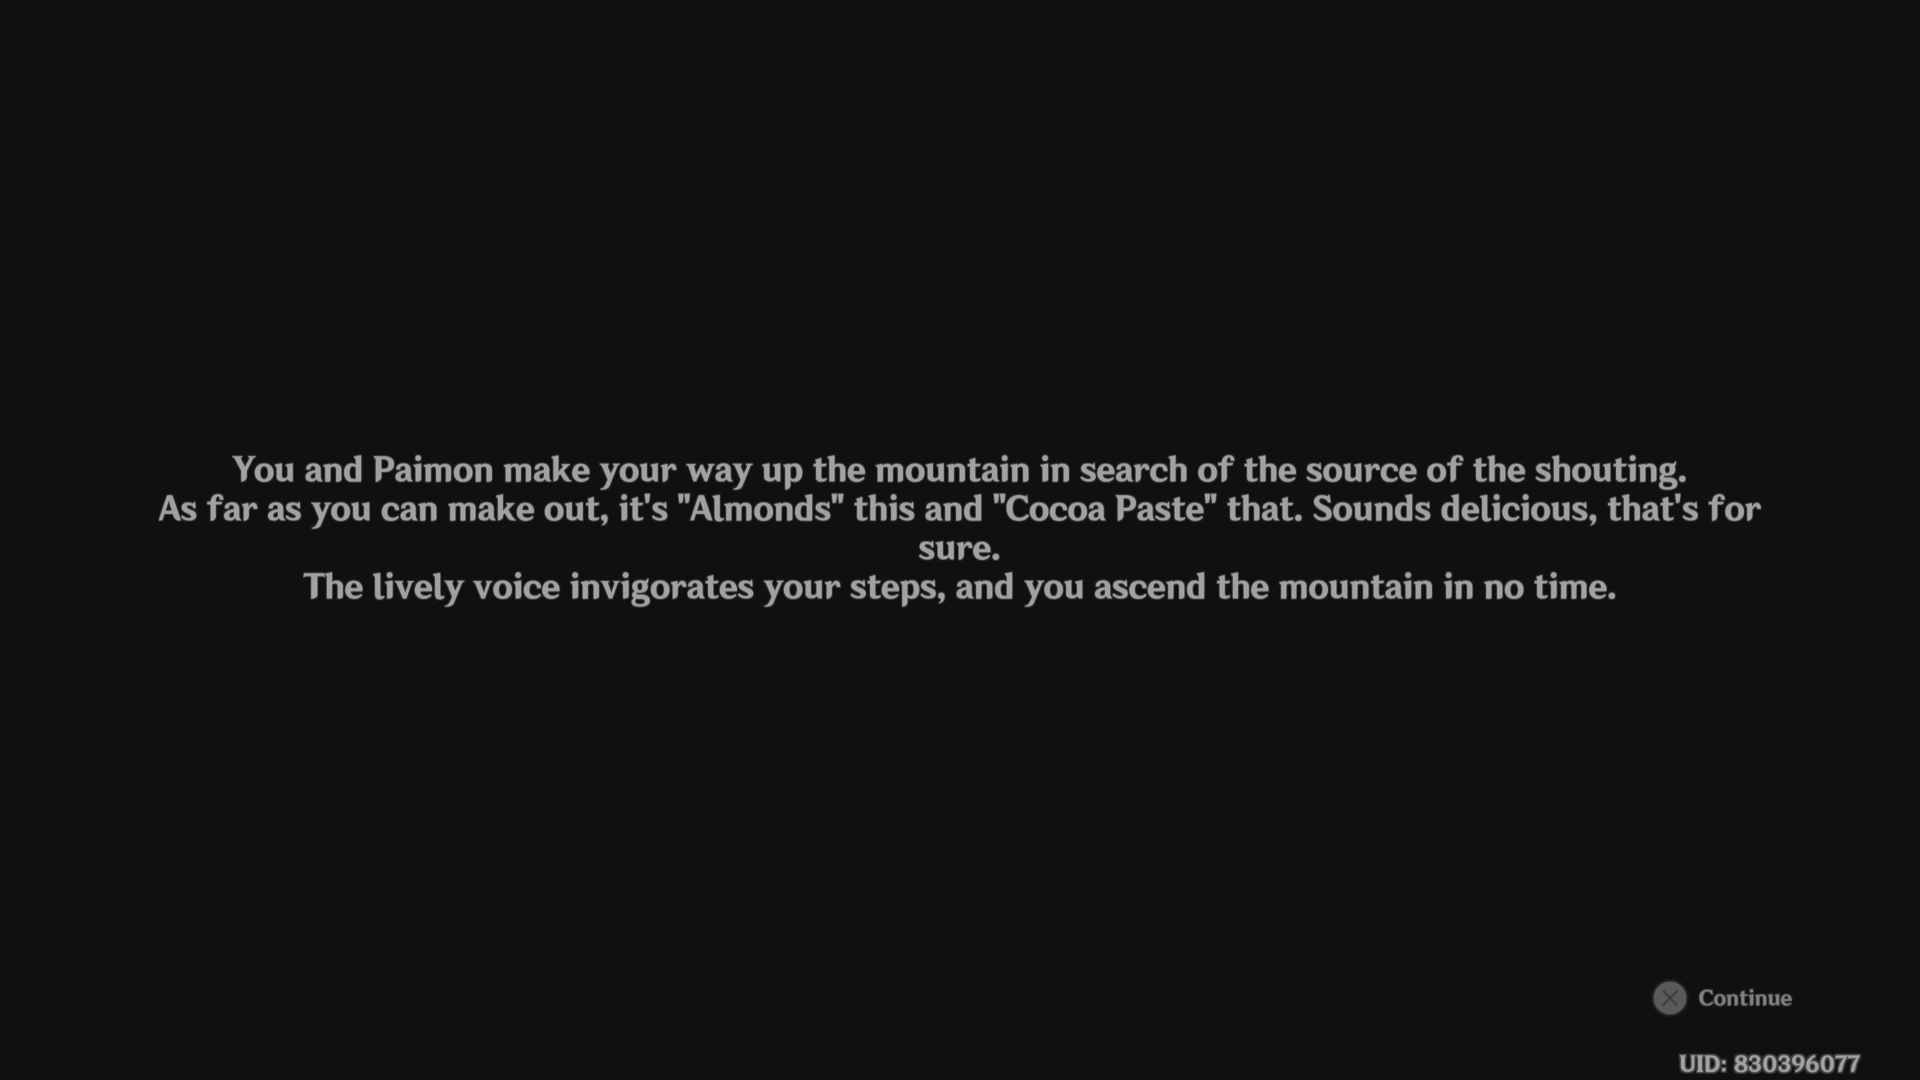 You and Paimon make your way up the mountain in search of the source of the shouting.
As far as you can make out, it's "Almonds" this and "Cocoa Paste" that. Sounds delicious, that's for
sure.
The lively voice invigorates your steps, and you ascend the mountain in no time.
Continue
UID: 830396077